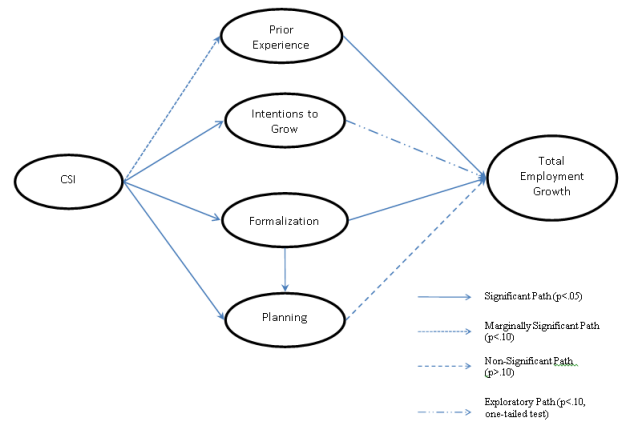 Prior
Experience
Intentions to
Grow
CSI
Total
Employment
Growth
Formalization
Planning
Significant Path (p<.05)
Marginally Significant Path
(p<.10)
Non-Significant Path
(p>.10)
Exploratory Path (p<.10,
one-tailed test)